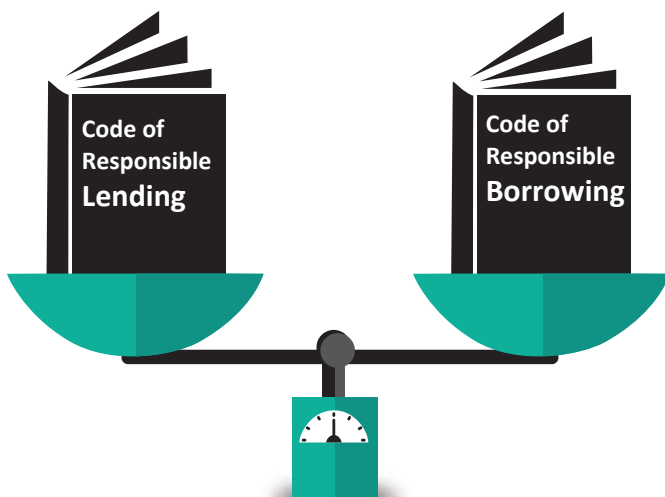 Code of
Responsible
Lending
Code of
Responsible
Borrowing